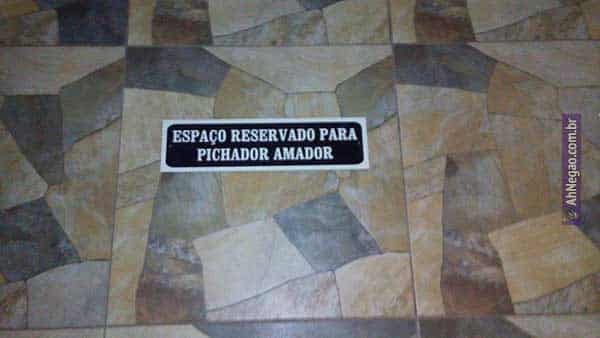 ESPAÇO RESERVADO PARA
PICHADOR AMADOR
AhNegao.com.br